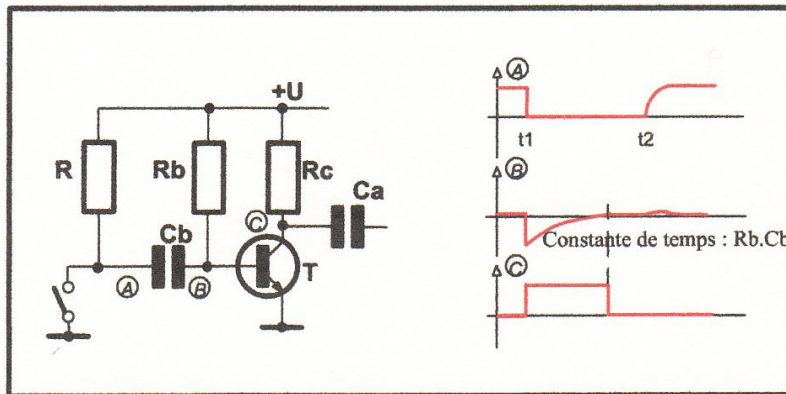 +U
R
Rb
Rc
Ca
C
Cb
T
A
B
A
t1
t2
B
Constante de temps : Rb.Cb
C